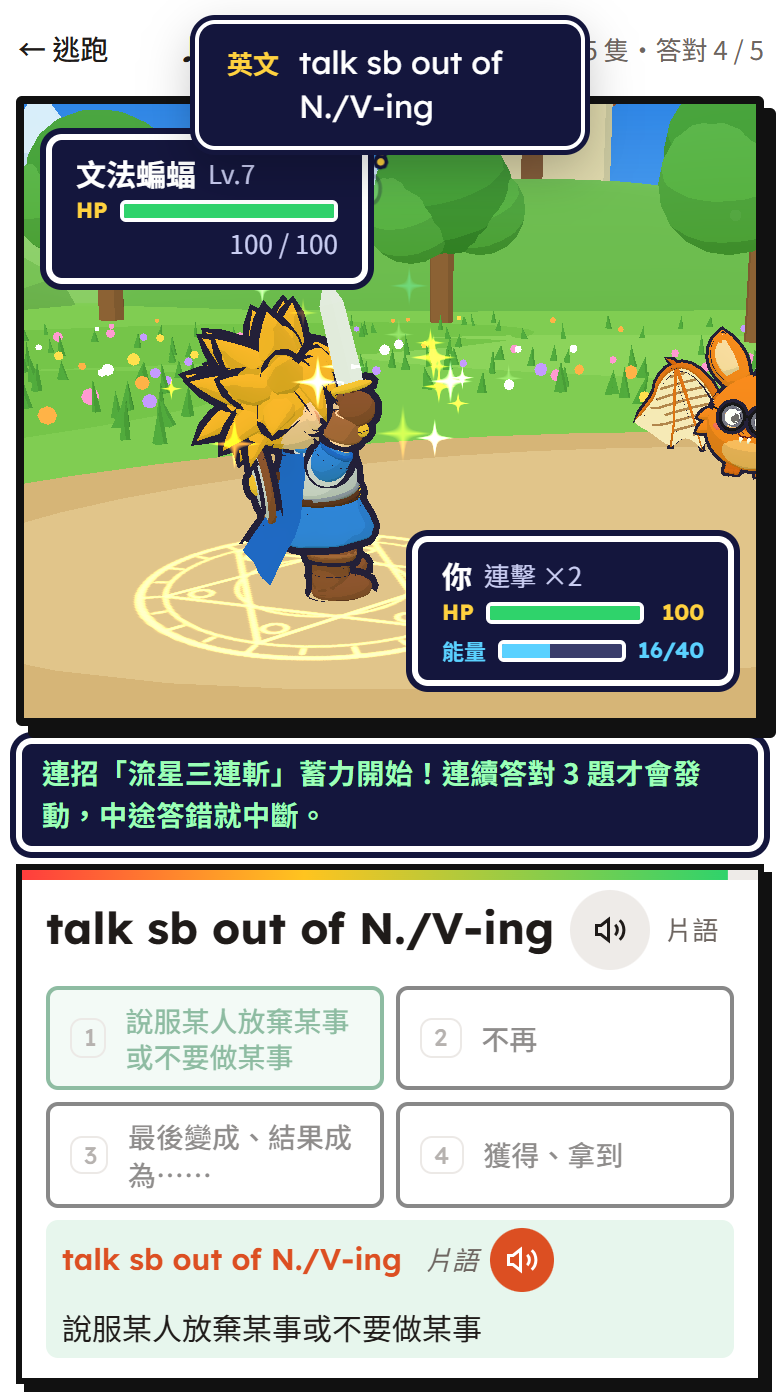 ← 逃跑
英文 talk sb out of
N./V-ing
5 隻・答對 4 / 5
文法蝙蝠 Lv.7
HP
100 / 100
你 連擊 ×2
HP 100
能量 16/40
連招「流星三連斬」蓄力開始！連續答對 3 題才會發
動，中途答錯就中斷。
talk sb out of N./V-ing 片語
1 說服某人放棄某事
或不要做某事
2 不再
3 最後變成、結果成
為⋯⋯
4 獲得、拿到
talk sb out of N./V-ing 片語
說服某人放棄某事或不要做某事